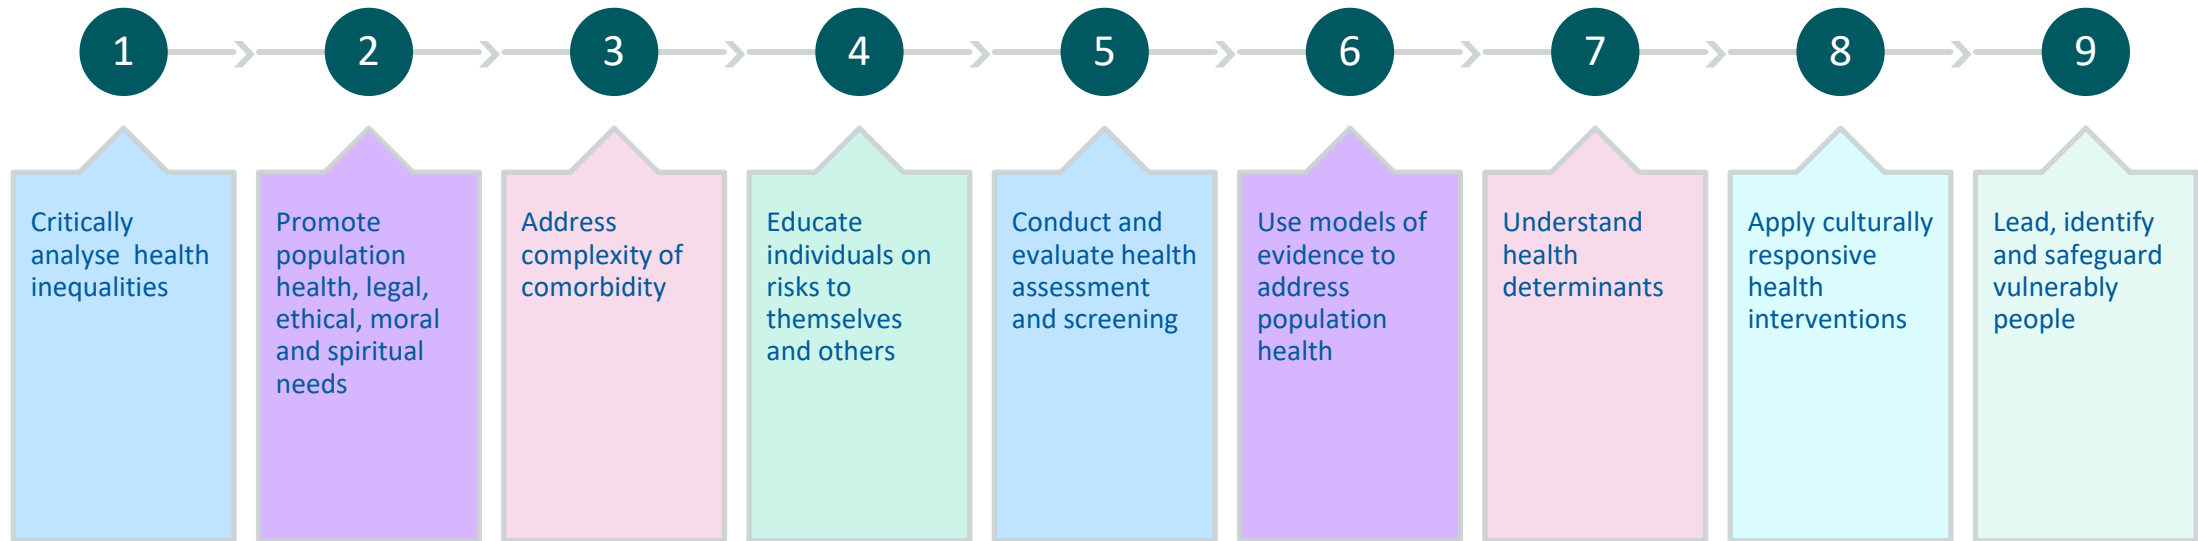 1
2
3
4
5
6
7
8
9
Critically
analyse  health
inequalities
Promote
population
health, legal,
ethical, moral
and spiritual
needs
Address
complexity of
comorbidity
Educate
individuals on
risks to
themselves
and others
Conduct and
evaluate health
assessment
and screening
Use models of
evidence to
address
population
health
Understand
health
determinants
Apply culturally
responsive
health
interventions
Lead, identify
and safeguard
vulnerably
people